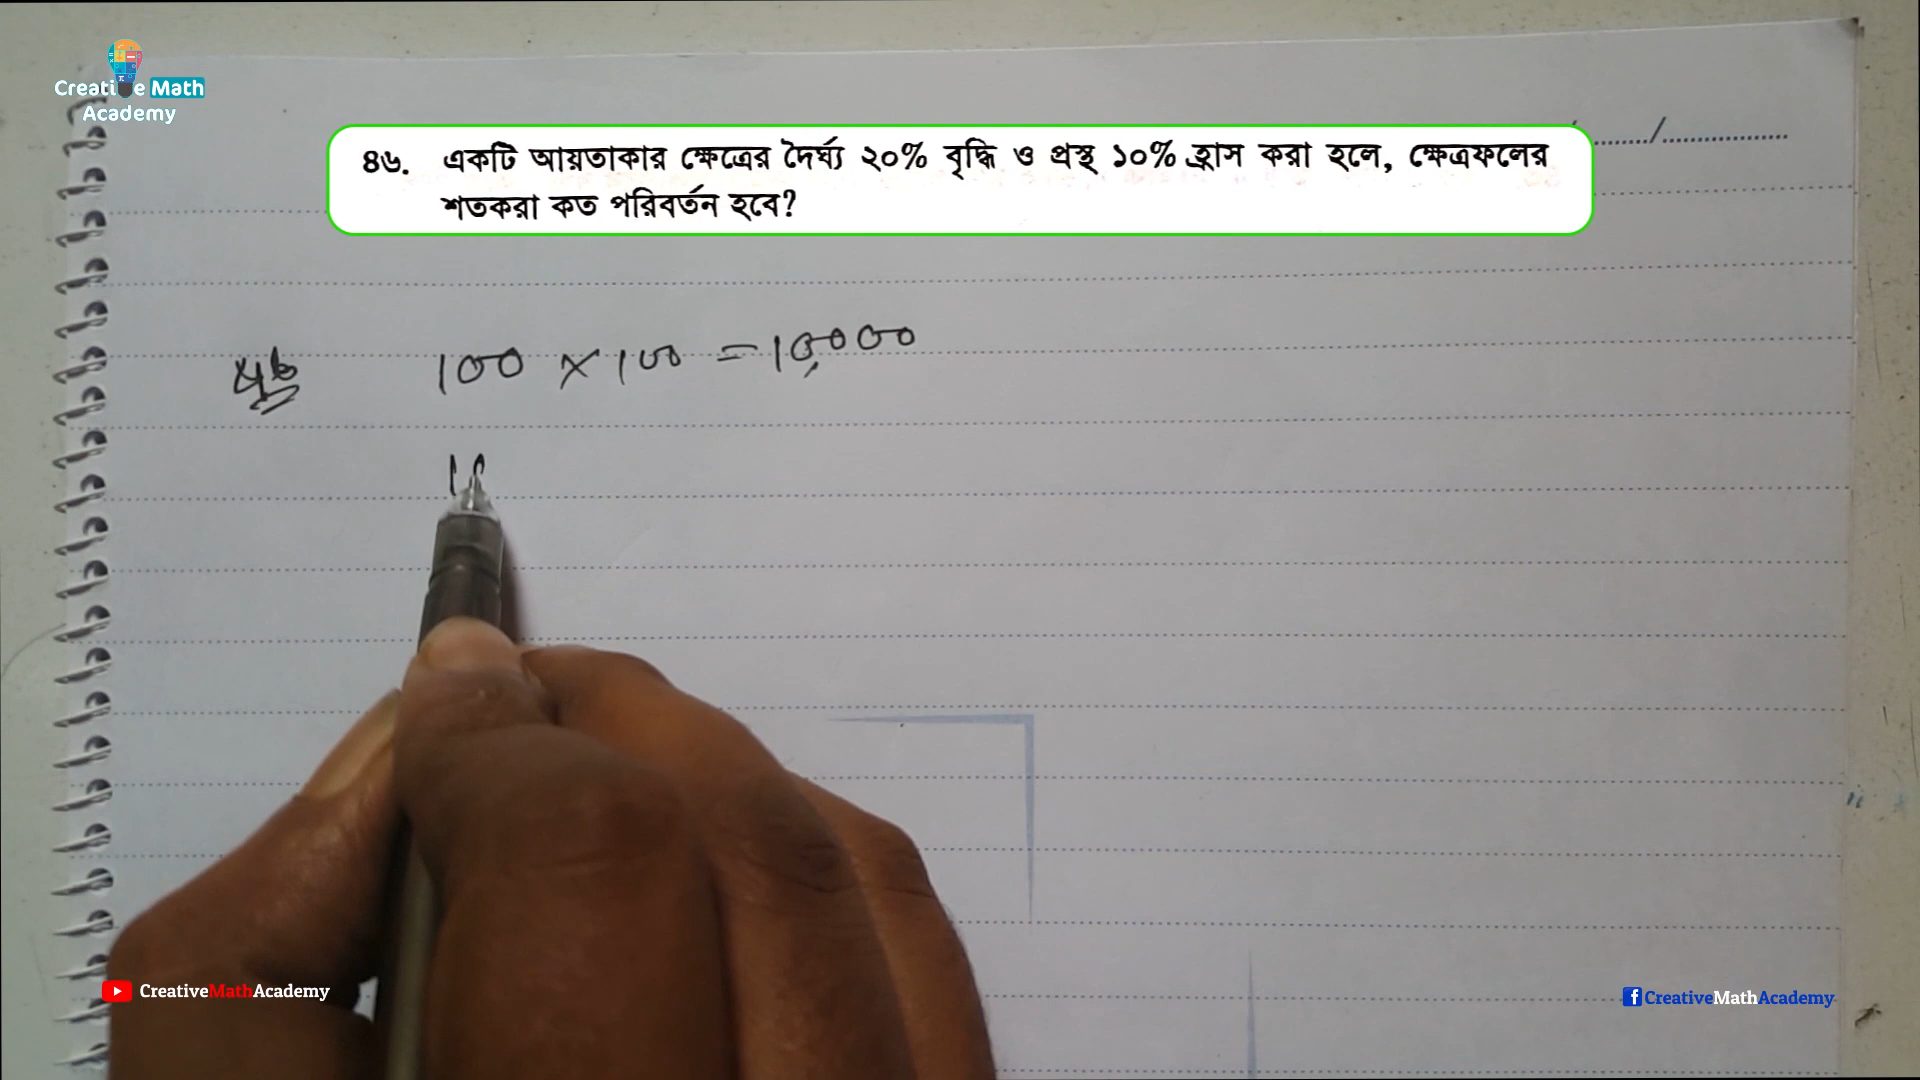 Creative Math
Academy
৪৬. একটি আয়তাকার ক্ষেত্রের দৈর্ঘ্য ২০% বৃদ্ধি ও প্রস্থ ১০% হ্রাস করা হলে, ক্ষেত্রফলের
শতকরা কত পরিবর্তন হবে?
100 × 100 = 10,000
CreativeMathAcademy
CreativeMathAcademy